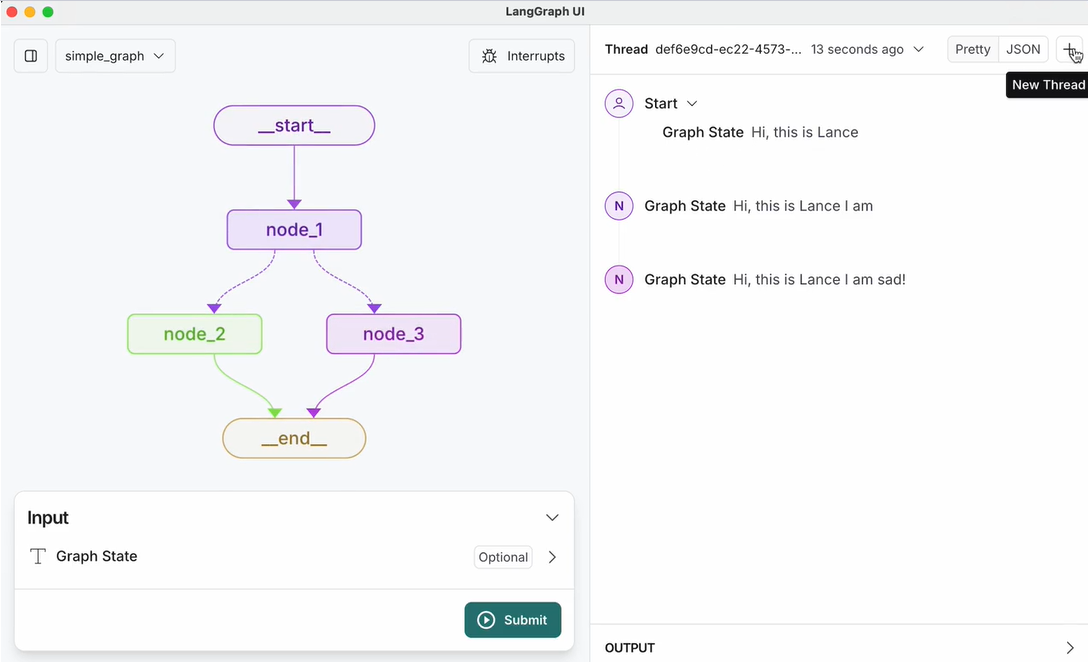 LangGraph UI
simple_graph
Interrupts
__start__
node_1
node_2
node_3
__end__
Input
Graph State
Optional
Submit
Thread def6e9cd-ec22-4573-... 13 seconds ago
Pretty
JSON
New Thread
Start
Graph State Hi, this is Lance
N Graph State Hi, this is Lance I am
N Graph State Hi, this is Lance I am sad!
OUTPUT